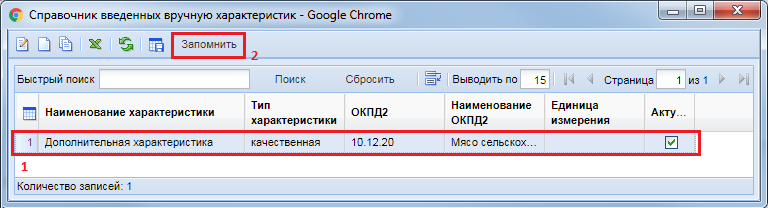 Справочник введенных вручную характеристик - Google Chrome
Запомнить
2
Быстрый поиск Поиск Сбросить Выводить по 15 Страница 1 из 1
Наименование характеристики Тип характеристики ОКПД2 Наименование ОКПД2 Единица измерения Акту...
1 Дополнительная характеристика качественная 10.12.20 Мясо сельскох...
1
Количество записей: 1